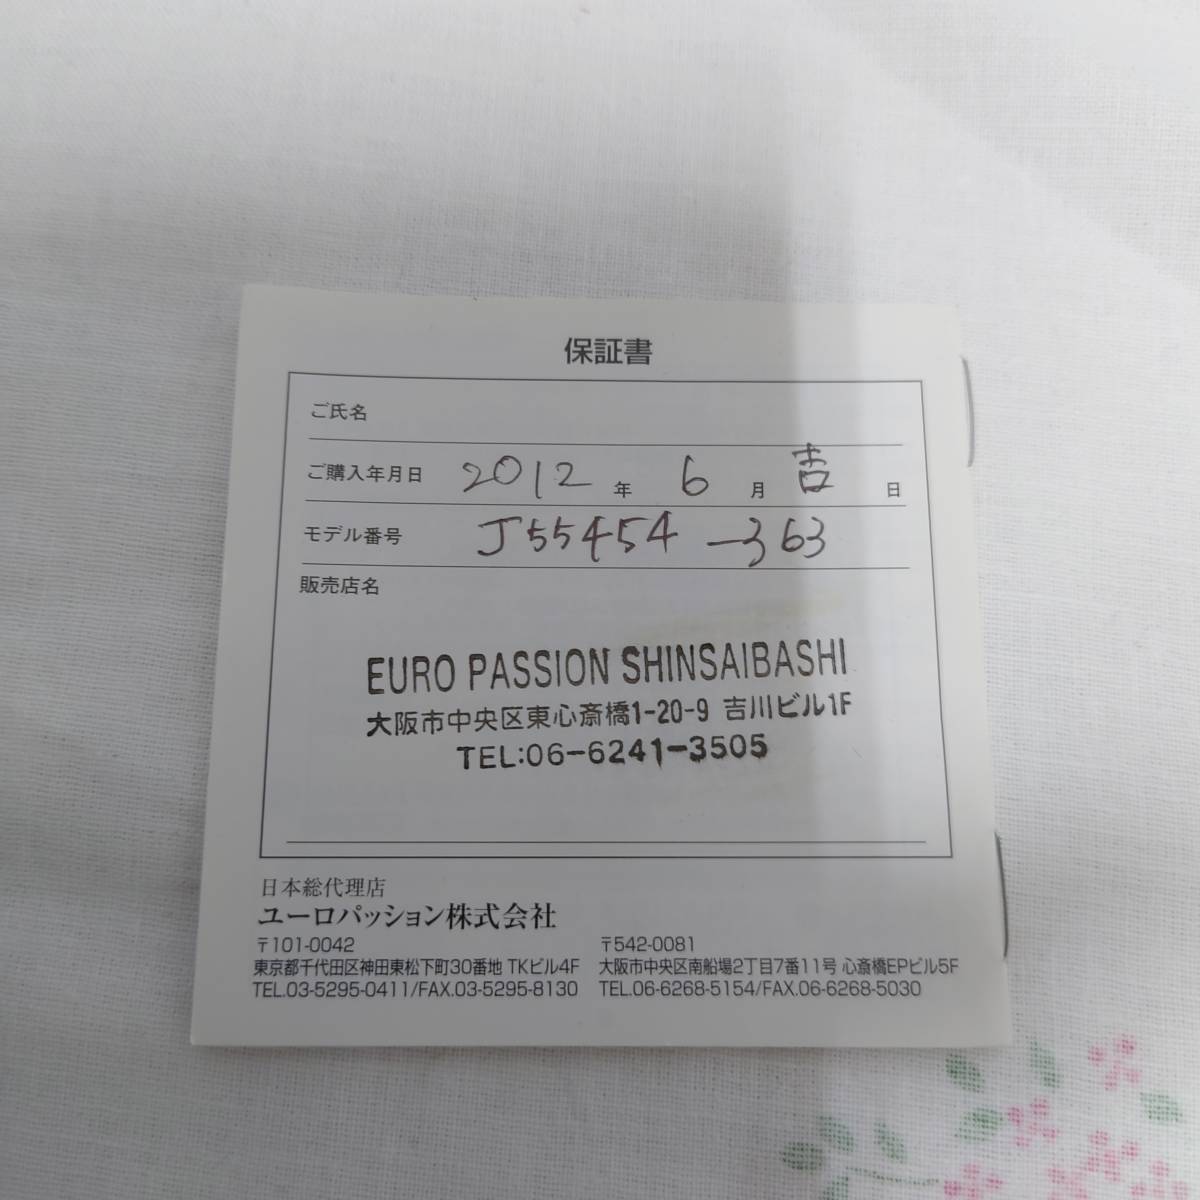 保証書
ご氏名
ご購入年月日 2012 年 6 月 吉 日
モデル番号 J55454-363
販売店名
EURO PASSION SHINSAIBASHI
大阪市中央区東心斎橋1-20-9 吉川ビル1F
TEL:06-6241-3505
日本総代理店
ユーロパッション株式会社
〒101-0042
東京都千代田区神田東松下町30番地 TKビル4F
TEL.03-5295-0411/FAX.03-5295-8130
〒542-0081
大阪市中央区南船場2丁目7番11号 心斎橋EPビル5F
TEL.06-6268-5154/FAX.06-6268-5030